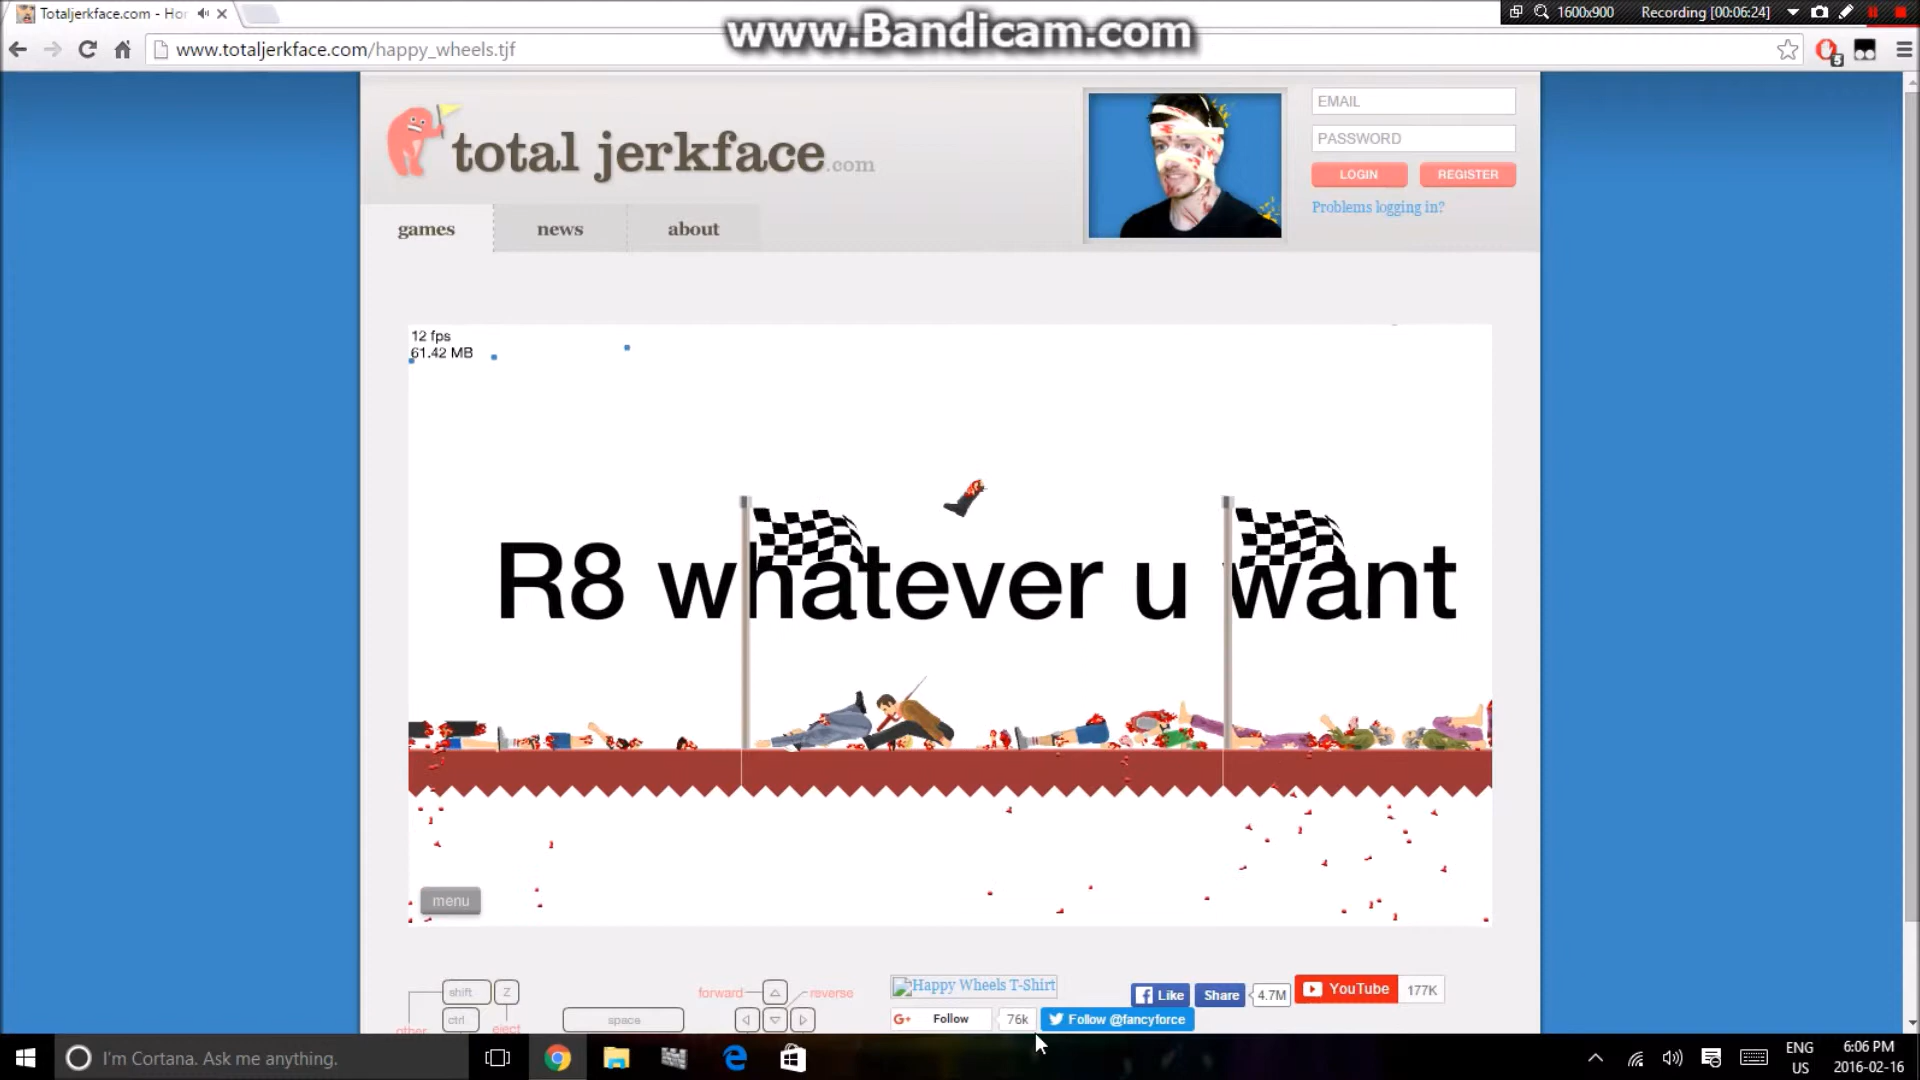 Totaljerkface.com - Hor
www.Bandicam.com
1600x900
Recording [00:06:24]
www.totaljerkface.com/happy_wheels.tjf
5
total jerkface.com
EMAIL
PASSWORD
LOGIN
REGISTER
Problems logging in?
games
news
about
12 fps
61.42 MB
R8 whatever u want
menu
shift
Z
ctrl
eject
other
space
forward
reverse
Happy Wheels T-Shirt
G+ Follow
76k
Follow @fancyforce
Like
Share
4.7M
YouTube
177K
I'm Cortana. Ask me anything.
ENG
US
6:06 PM
2016-02-16